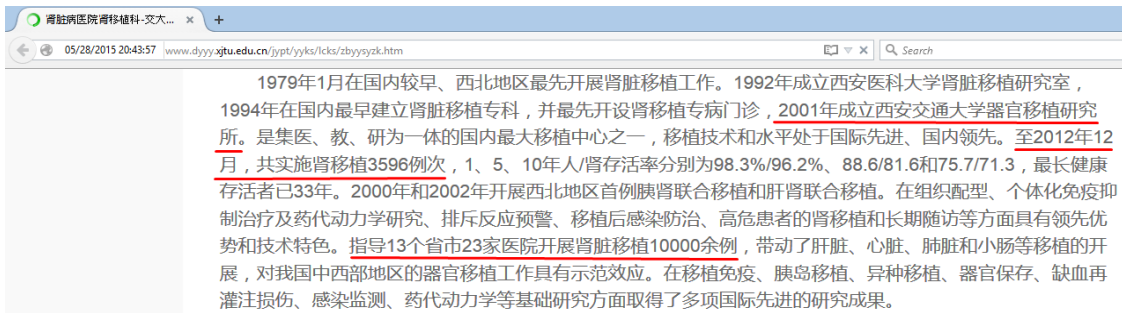 肾脏病医院肾移植科-交大...
05/28/2015 20:43:57 www.dyyy.xjtu.edu.cn/jypt/yyks/lcks/zbyysyzk.htm Search
1979年1月在国内较早、西北地区最先开展肾脏移植工作。1992年成立西安医科大学肾脏移植研究室，
1994年在国内最早建立肾脏移植专科，并最先开设肾移植专病门诊，2001年成立西安交通大学器官移植研究
所。是集医、教、研为一体的国内最大移植中心之一，移植技术和水平处于国际先进、国内领先。至2012年12
月，共实施肾移植3596例次，1、5、10年人/肾存活率分别为98.3%/96.2%、88.6/81.6和75.7/71.3，最长健康
存活者已33年。2000年和2002年开展西北地区首例胰肾联合移植和肝肾联合移植。在组织配型、个体化免疫抑
制治疗及药代动力学研究、排斥反应预警、移植后感染防治、高危患者的肾移植和长期随访等方面具有领先优
势和技术特色。指导13个省市23家医院开展肾脏移植10000余例，带动了肝脏、心脏、肺脏和小肠等移植的开
展，对我国中西部地区的器官移植工作具有示范效应。在移植免疫、胰岛移植、异种移植、器官保存、缺血再
灌注损伤、感染监测、药代动力学等基础研究方面取得了多项国际先进的研究成果。